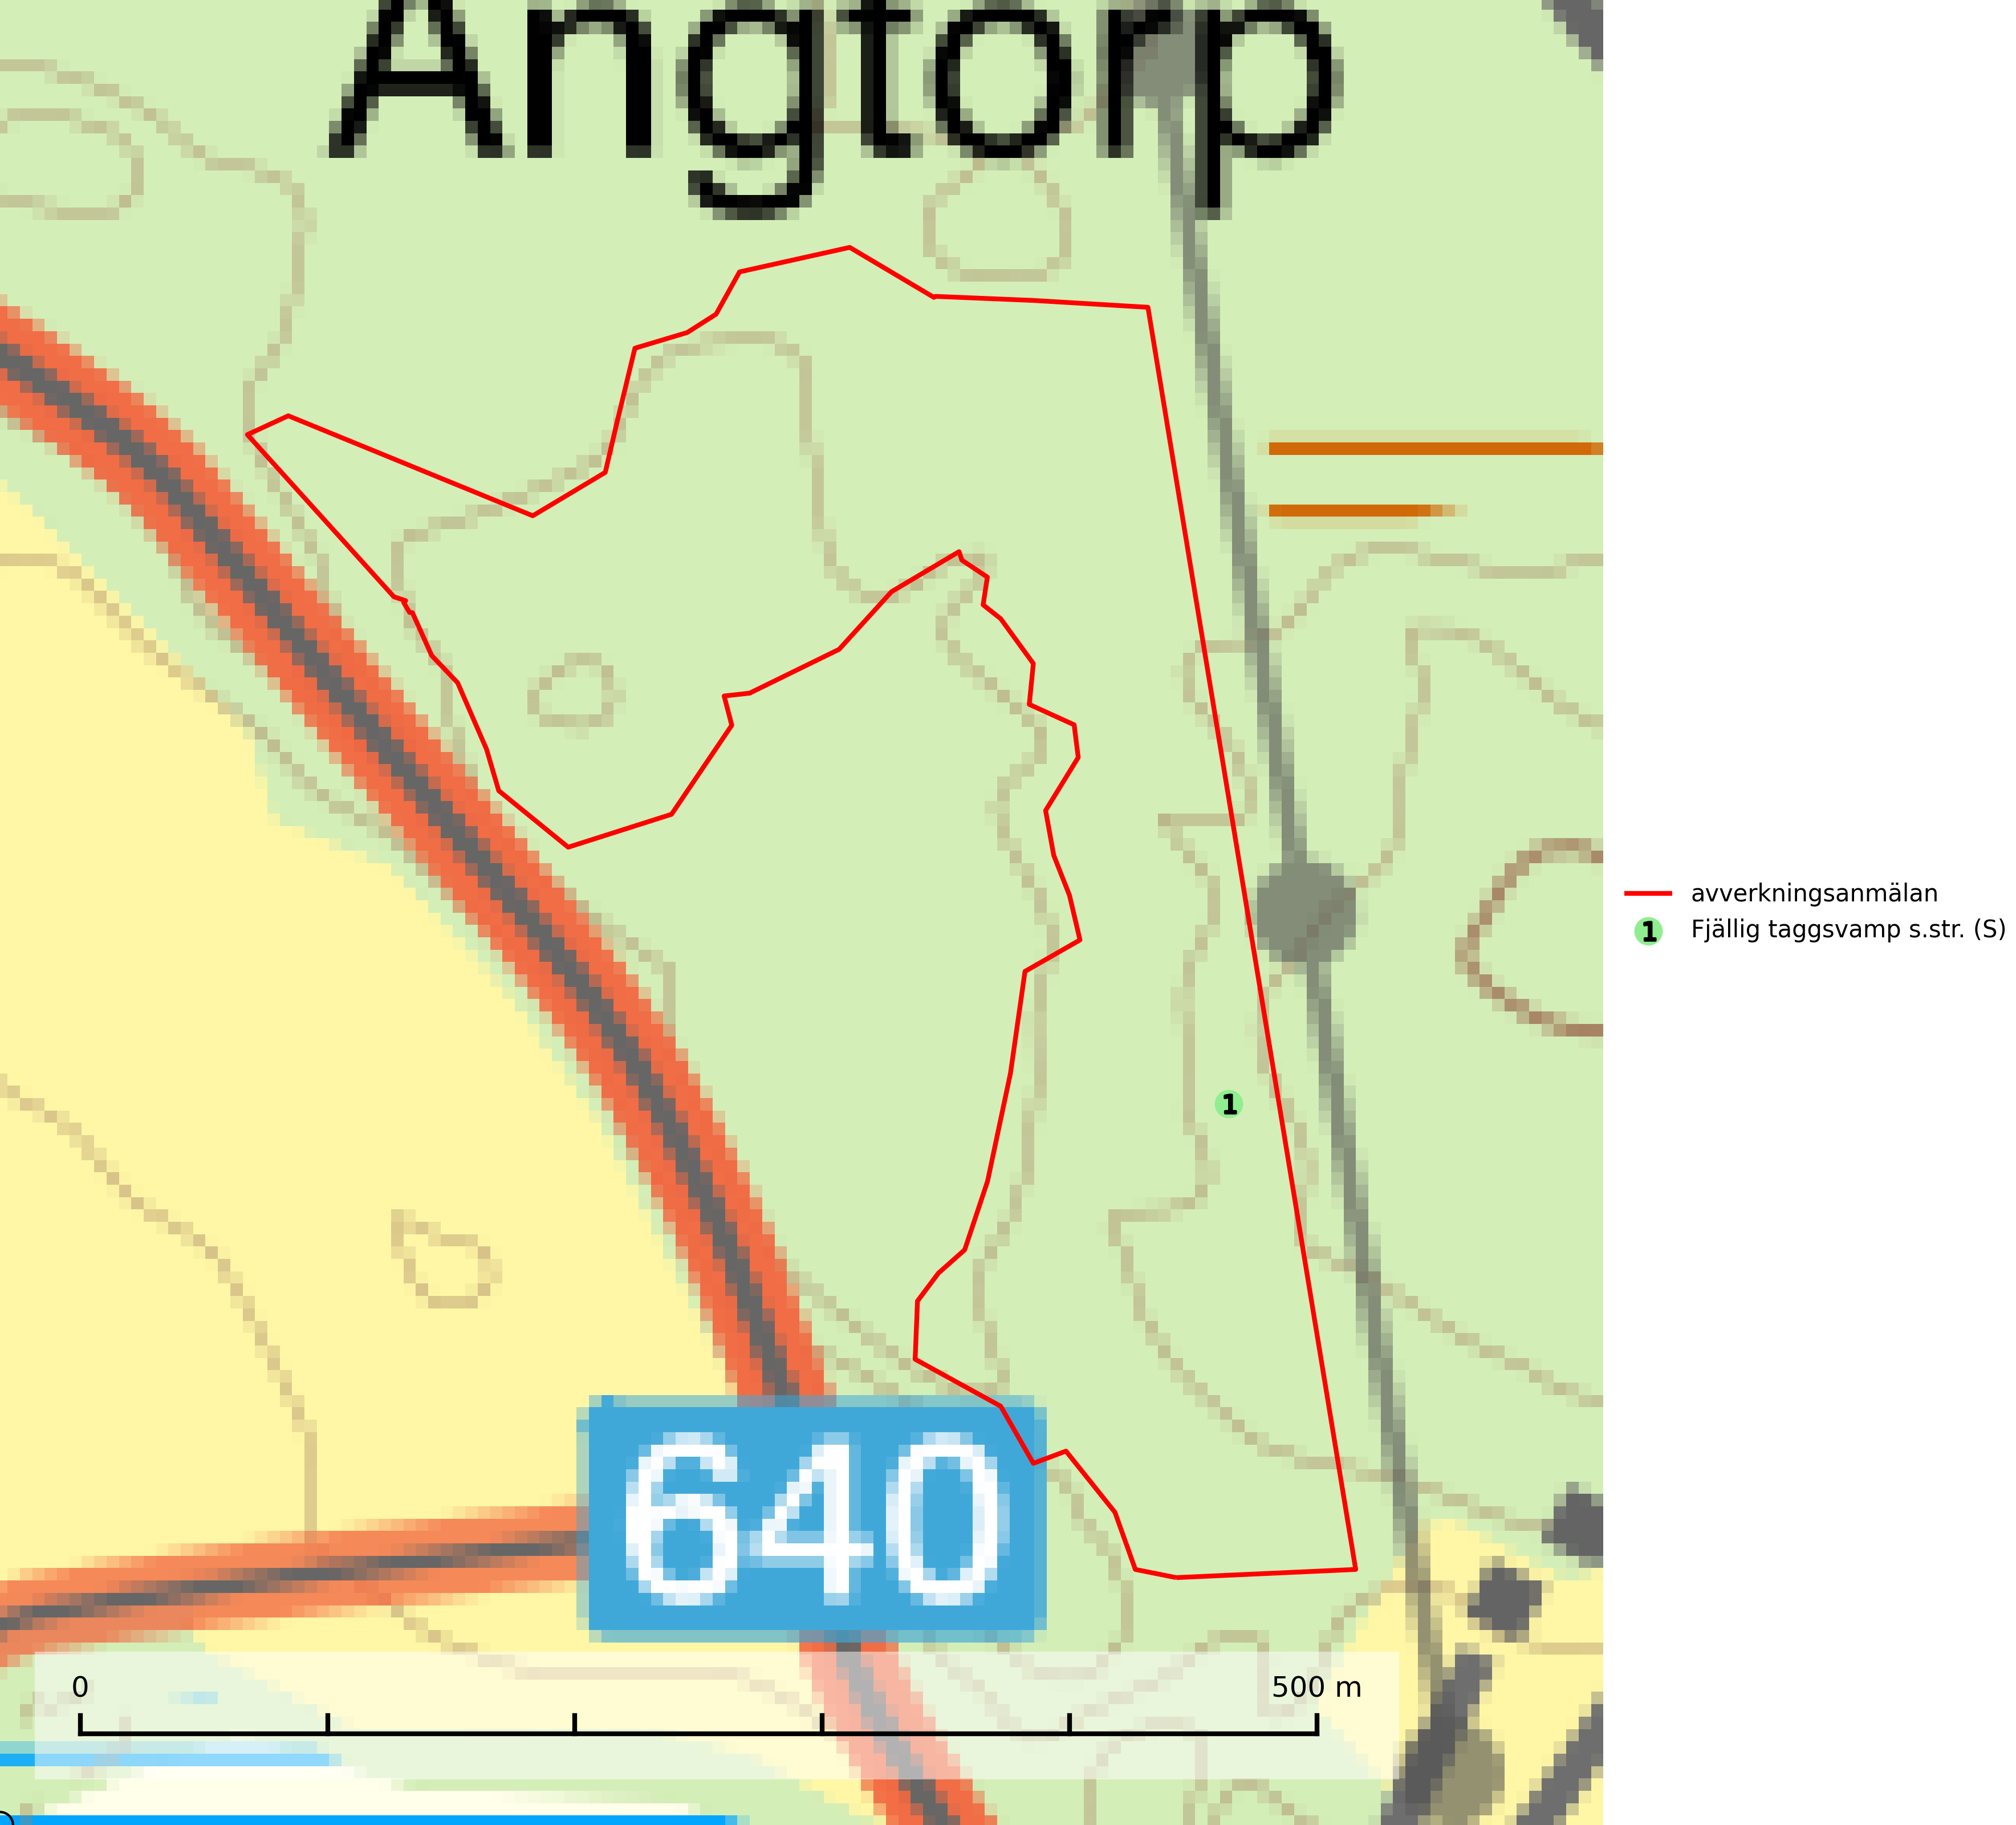 Angtorp
avverkningsanmälan
1 Fjällig taggsvamp s.str. (S)
1
640
0 500 m